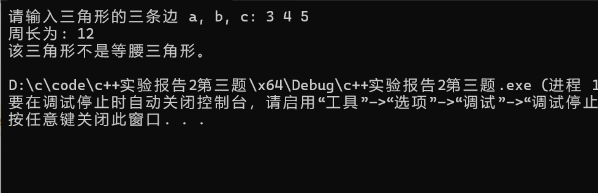 请输入三角形的三条边 a, b, c: 3 4 5
周长为: 12
该三角形不是等腰三角形。
D:\c\code\c++实验报告2第三题\x64\Debug\c++实验报告2第三题.exe (进程 1
要在调试停止时自动关闭控制台，请启用“工具”->“选项”->“调试”->“调试停止
按任意键关闭此窗口. . .